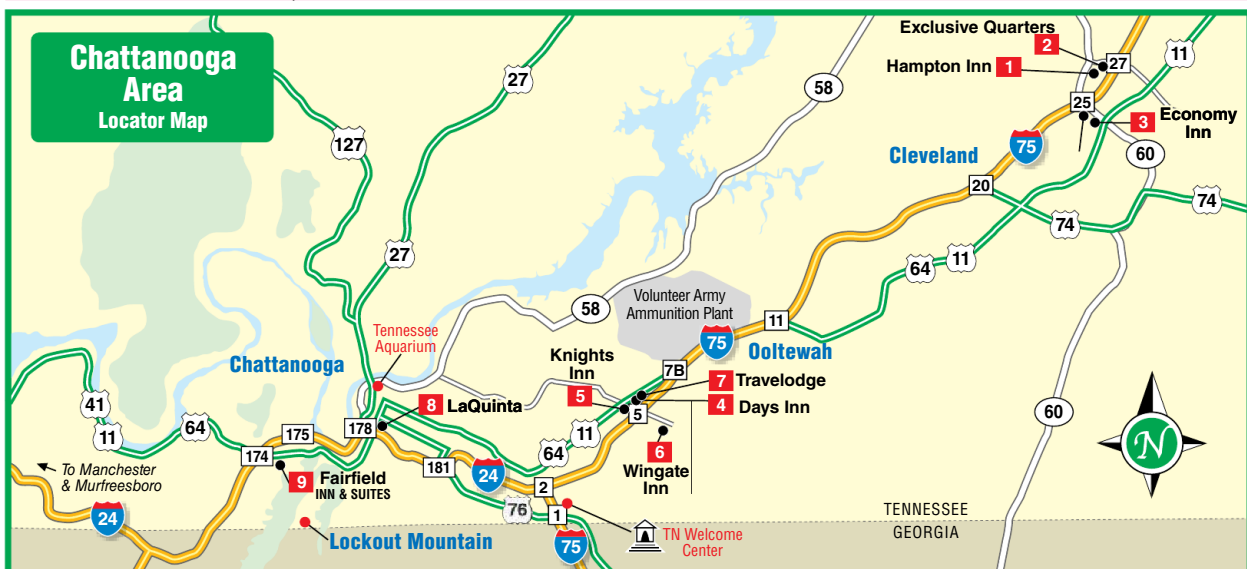 Chattanooga
Area
Locator Map
Exclusive Quarters
2
Hampton Inn 1
27
11
27
58
25
3 Economy
Inn
127
75
60
Cleveland
20
74
74
27
64
11
58
Volunteer Army
Ammunition Plant
11
75
Ooltewah
Tennessee
Aquarium
Chattanooga
Knights
Inn
5
7B
7 Travelodge
4 Days Inn
41
11
64
8 LaQuinta
5
60
N
175
178
11
64
174
181
6
Wingate
Inn
To Manchester
& Murfreesboro
9 Fairfield
INN & SUITES
24
2
24
76
1
TENNESSEE
GEORGIA
Lockout Mountain
75
TN Welcome
Center